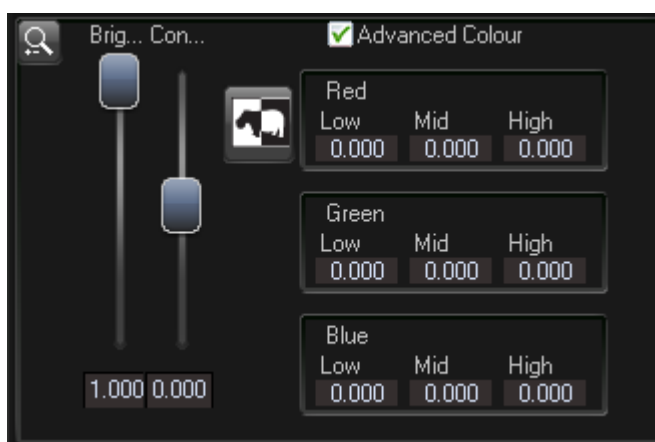 Brig... Con...
Advanced Colour
Red
Low Mid High
0.000 0.000 0.000
Green
Low Mid High
0.000 0.000 0.000
Blue
Low Mid High
0.000 0.000 0.000
1.000 0.000